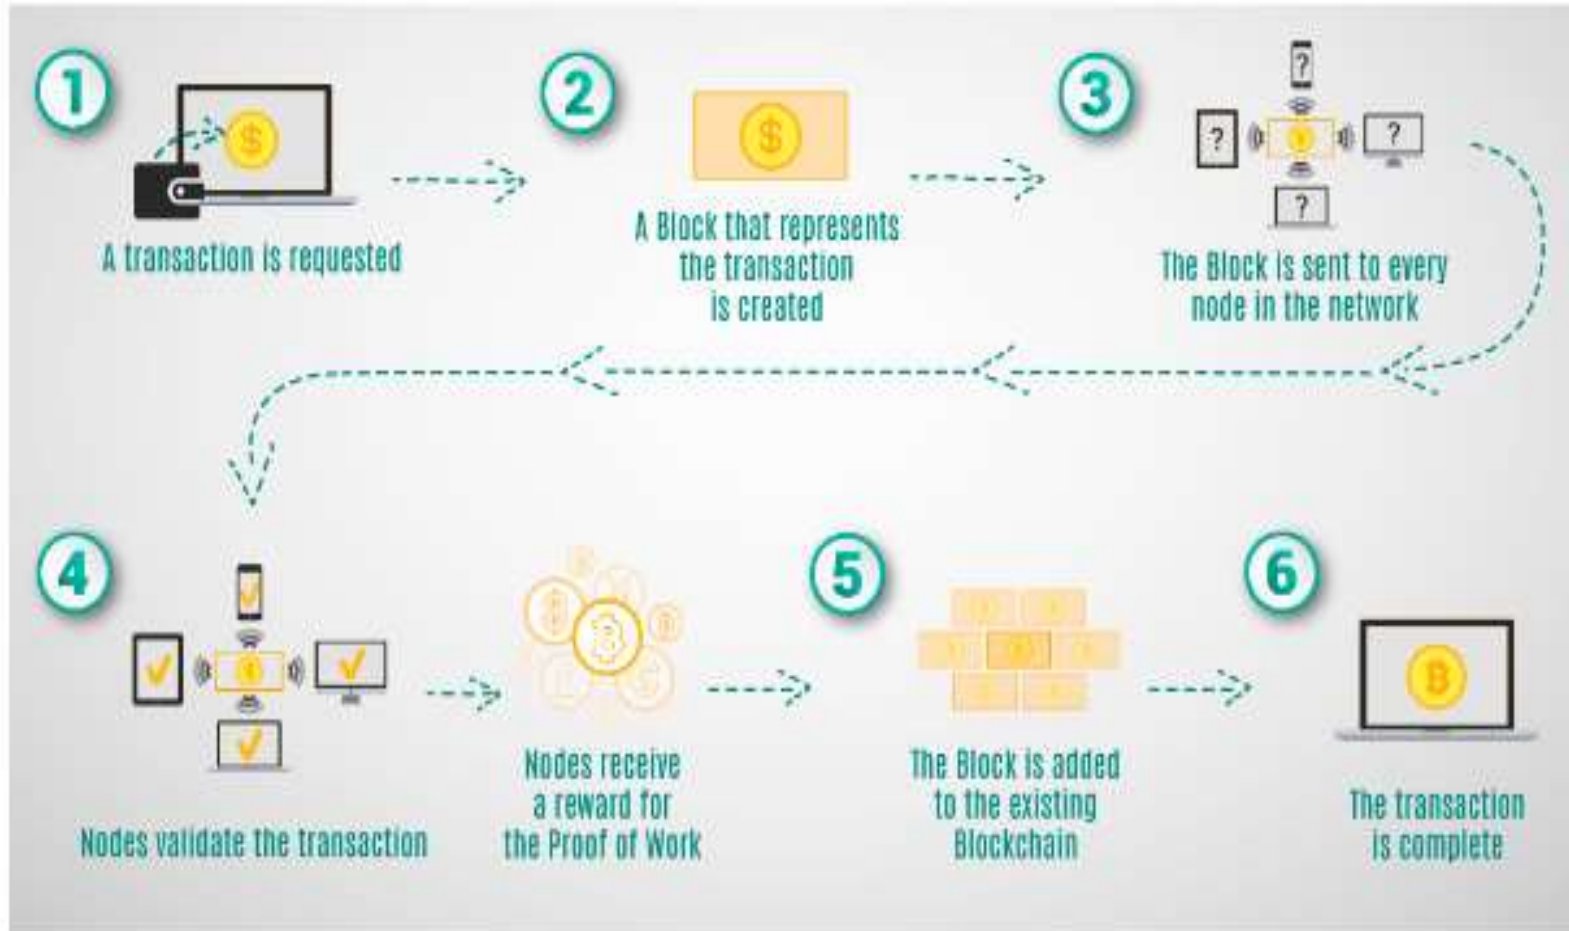 1
A transaction is requested
2
A Block that represents
the transaction
is created
3
?
?
?
?
The Block is sent to every
node in the network
4
Nodes validate the transaction
Nodes receive
a reward for
the Proof of Work
5
The Block is added
to the existing
Blockchain
6
The transaction
is complete